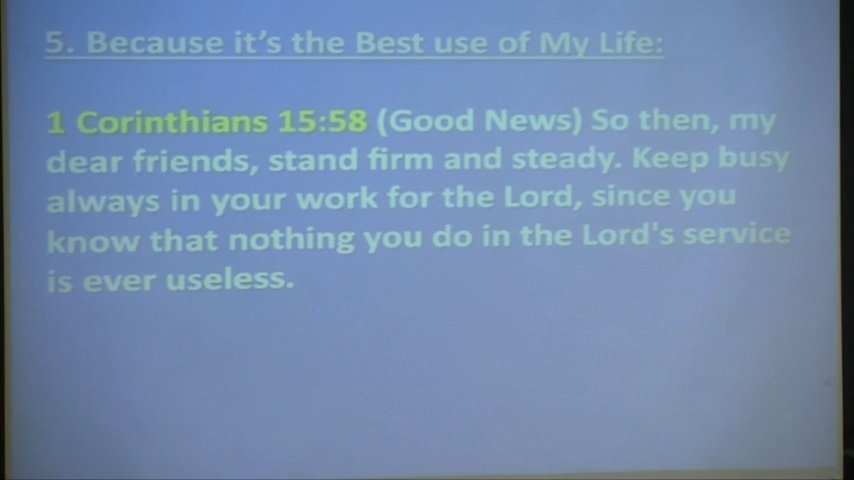 5. Because it's the Best use of My Life:
1 Corinthians 15:58 (Good News) So then, my
dear friends, stand firm and steady. Keep busy
always in your work for the Lord, since you
know that nothing you do in the Lord's service
is ever useless.